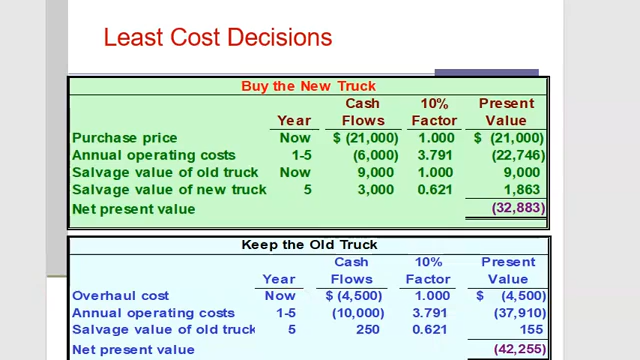 Least Cost Decisions
Buy the New Truck
Cash 10% Present
Year Flows Factor Value
Purchase price Now $ (21,000) 1.000 $ (21,000)
Annual operating costs 1-5 (6,000) 3.791 (22,746)
Salvage value of old truck Now 9,000 1.000 9,000
Salvage value of new truck 5 3,000 0.621 1,863
Net present value (32,883)
Keep the Old Truck
Cash 10% Present
Year Flows Factor Value
Overhaul cost Now $ (4,500) 1.000 $ (4,500)
Annual operating costs 1-5 (10,000) 3.791 (37,910)
Salvage value of old truck 5 250 0.621 155
Net present value (42,255)